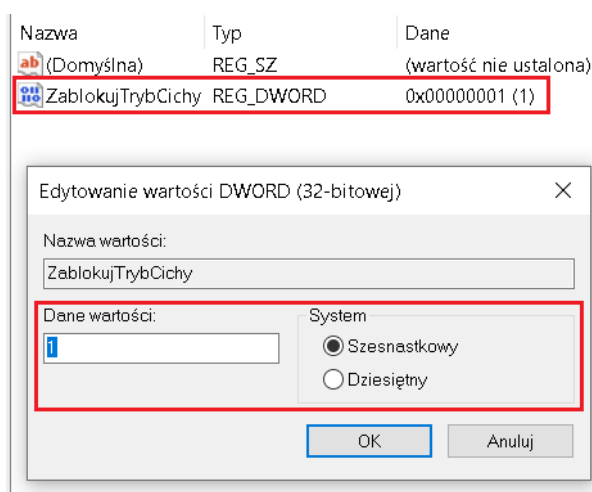 Nazwa Typ Dane
ab (Domyślna) REG_SZ (wartość nie ustalona)
ZablokujTrybCichy REG_DWORD 0x00000001 (1)
Edytowanie wartości DWORD (32-bitowej)
Nazwa wartości:
ZablokujTrybCichy
Dane wartości: System
1 Szesnastkowy
Dziesiętny
OK Anuluj